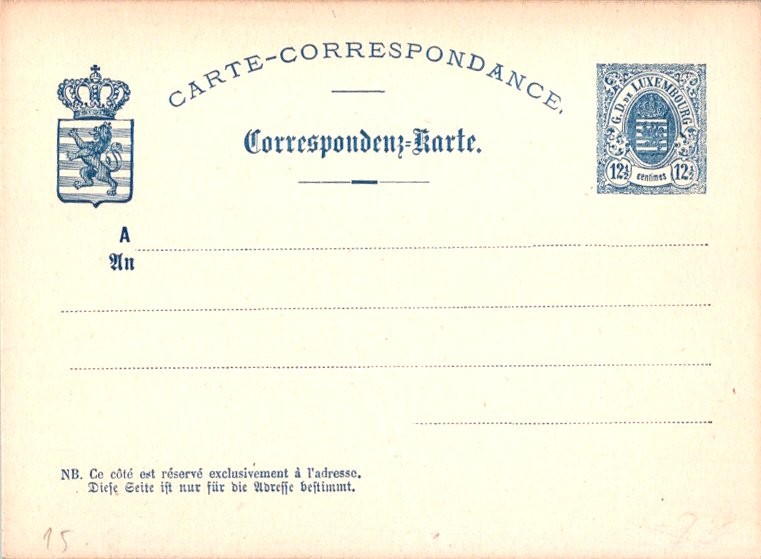 CARTE-CORRESPONDANCE,
Correspondenz-Karte.
G. D. DE LUXEMBOURG
12½ centimes 12½
A
An
NB. Ce côté est réservé exclusivement à l'adresse.
Diese Seite ist nur für die Adresse bestimmt.
15